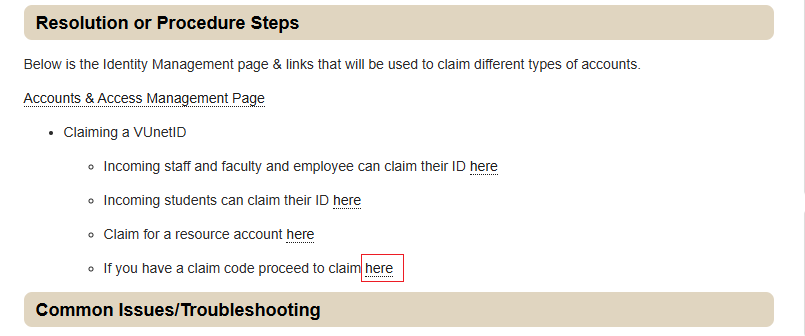 Resolution or Procedure Steps
Below is the Identity Management page & links that will be used to claim different types of accounts.
Accounts & Access Management Page
• Claiming a VUnetID
◦ Incoming staff and faculty and employee can claim their ID here
◦ Incoming students can claim their ID here
◦ Claim for a resource account here
◦ If you have a claim code proceed to claim here
Common Issues/Troubleshooting